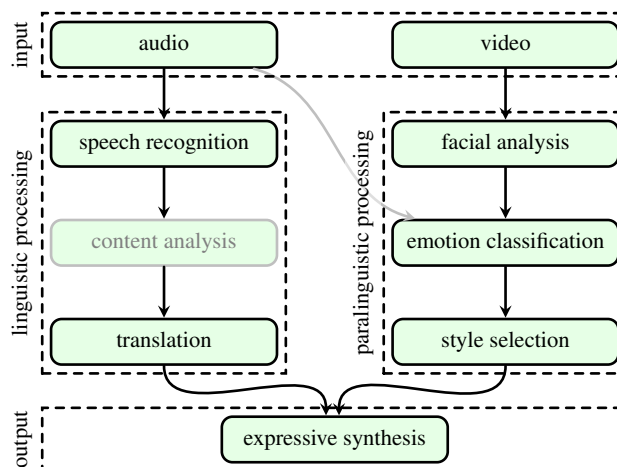 input
audio
video
linguistic processing
speech recognition
content analysis
translation
paralinguistic processing
facial analysis
emotion classification
style selection
output
expressive synthesis